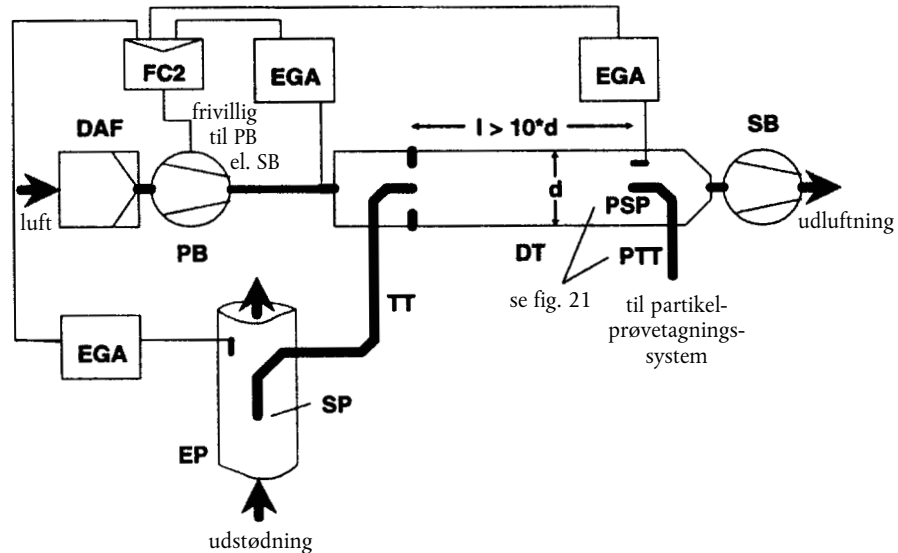 FC2
EGA
EGA
frivillig
til PB
el. SB
l > 10*d
SB
DAF
d
luft
PB
PSP
udluftning
DT
PTT
se fig. 21
til partikel-
prøvetagnings-
system
TT
EGA
SP
EP
udstødning